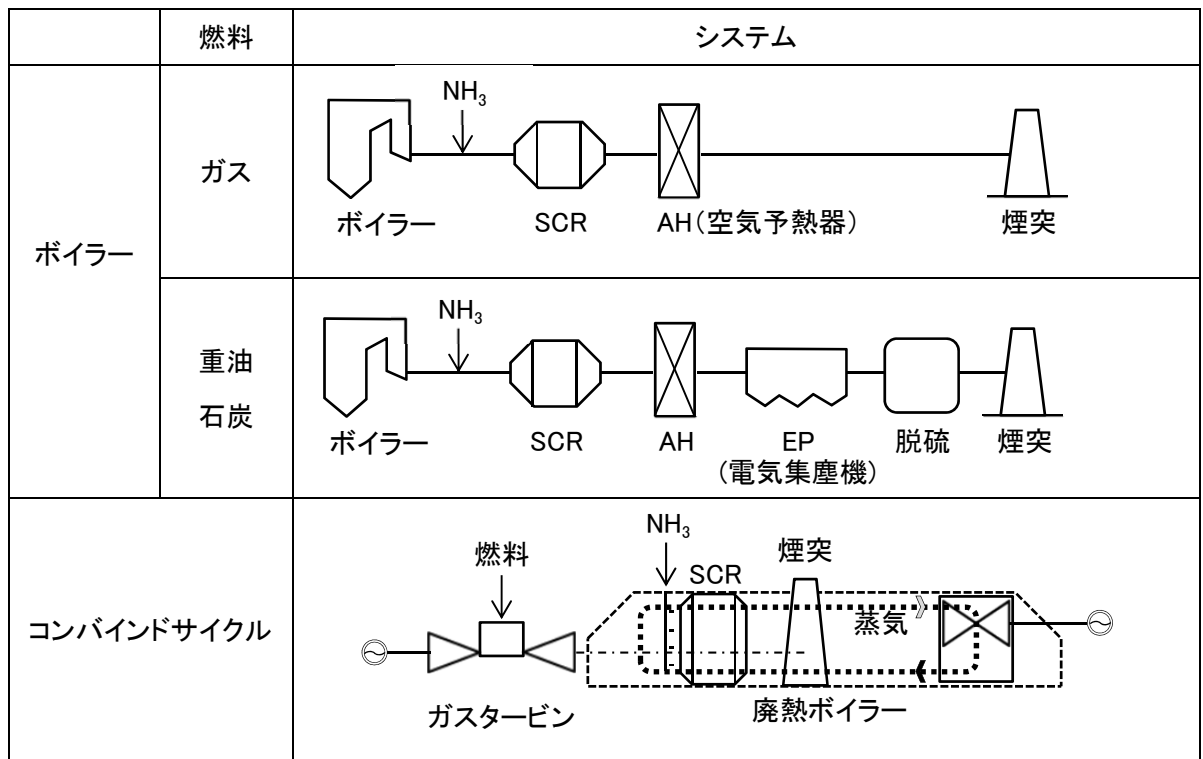 燃料
システム
ボイラー
ガス
NH₃
ボイラー
SCR
AH(空気予熱器)
煙突
重油
石炭
NH₃
ボイラー
SCR
AH
EP
(電気集塵機)
脱硫
煙突
コンバインドサイクル
燃料
NH₃
SCR
煙突
蒸気
ガスタービン
廃熱ボイラー